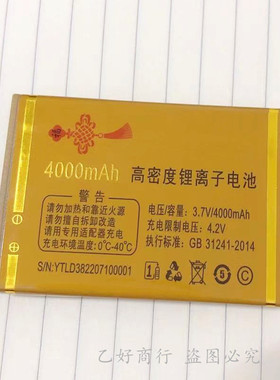 4000mAh 高密度锂离子电池
警告
请勿加热和靠近火源
请勿擅自拆卸改造
请用专用适配器充电
充电环境温度0℃-40℃
电压/容量: 3.7V/4000mAh
充电限制电压: 4.2V
执行标准: GB 31241-2014
S/N:YTLD382207100001
1
乙好商行 盗图必究